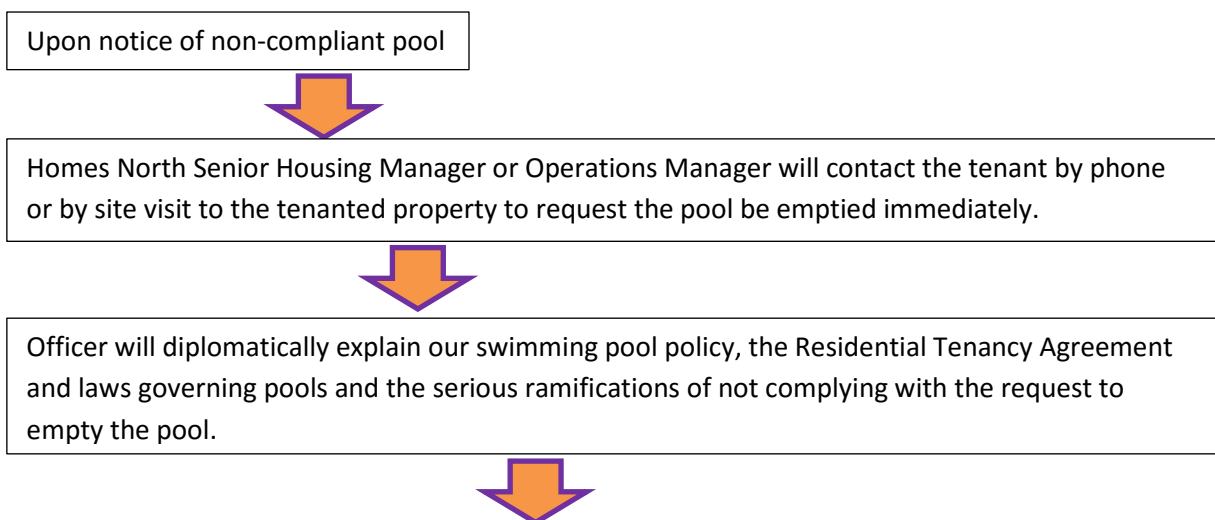 Upon notice of non-compliant pool
Homes North Senior Housing Manager or Operations Manager will contact the tenant by phone
or by site visit to the tenanted property to request the pool be emptied immediately.
Officer will diplomatically explain our swimming pool policy, the Residential Tenancy Agreement
and laws governing pools and the serious ramifications of not complying with the request to
empty the pool.